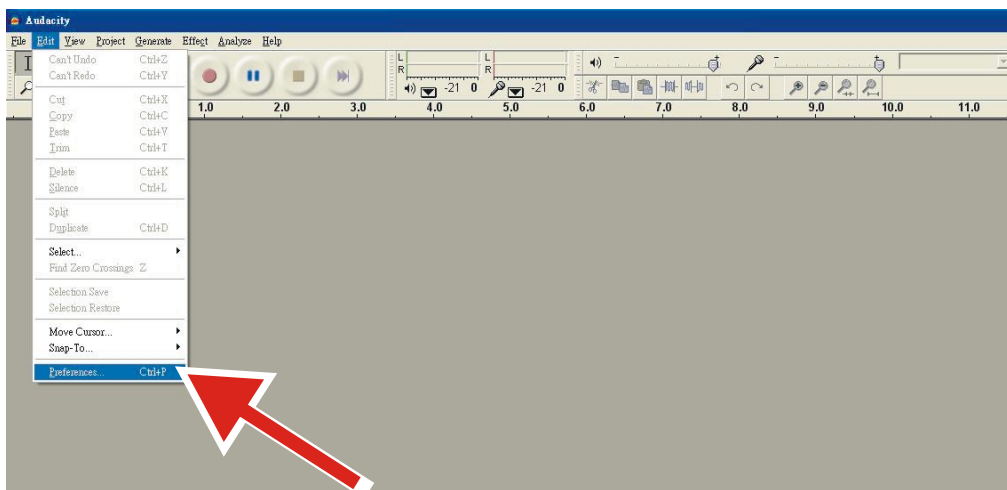 Audacity
File Edit View Project Generate Effect Analyze Help
Can't Undo Ctrl+Z
Can't Redo Ctrl+Y
Cut Ctrl+X
Copy Ctrl+C
Paste Ctrl+V
Trim Ctrl+T
Delete Ctrl+K
Silence Ctrl+L
Split
Duplicate Ctrl+D
Select...
Find Zero Crossings Z
Selection Save
Selection Restore
Move Cursor...
Snap-To...
Preferences... Ctrl+P
L
R
-21 0
L
R
-21 0
1.0 2.0 3.0 4.0 5.0 6.0 7.0 8.0 9.0 10.0 11.0